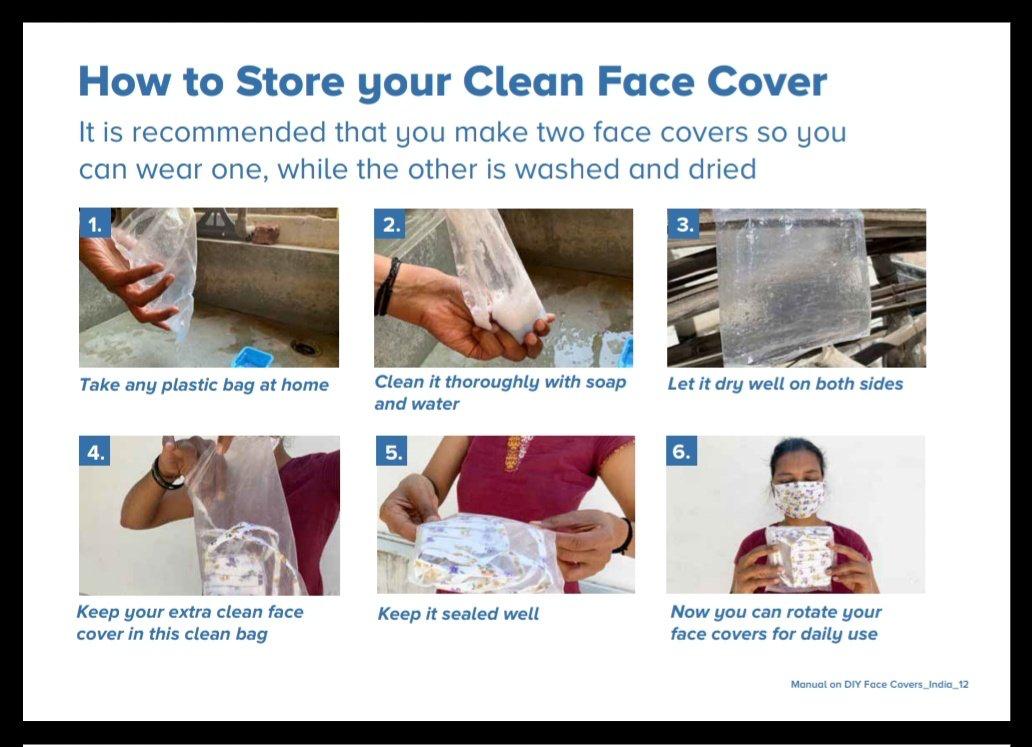 How to Store your Clean Face Cover
It is recommended that you make two face covers so you
can wear one, while the other is washed and dried
1.
Take any plastic bag at home
2.
Clean it thoroughly with soap
and water
3.
Let it dry well on both sides
4.
Keep your extra clean face
cover in this clean bag
5.
Keep it sealed well
6.
Now you can rotate your
face covers for daily use
Manual on DIY Face Covers_India_12